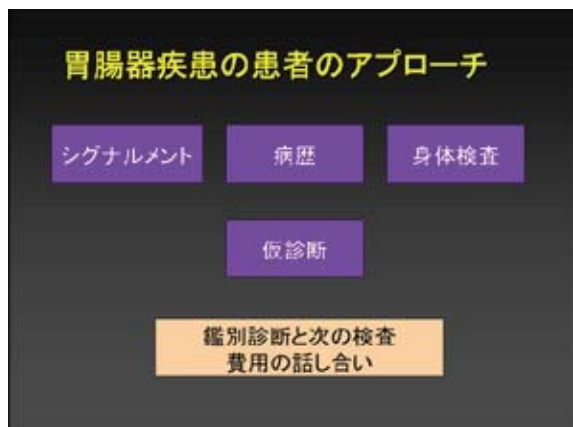 胃腸器疾患の患者のアプローチ
シグナルメント
病歴
身体検査
仮診断
鑑別診断と次の検査
費用の話し合い